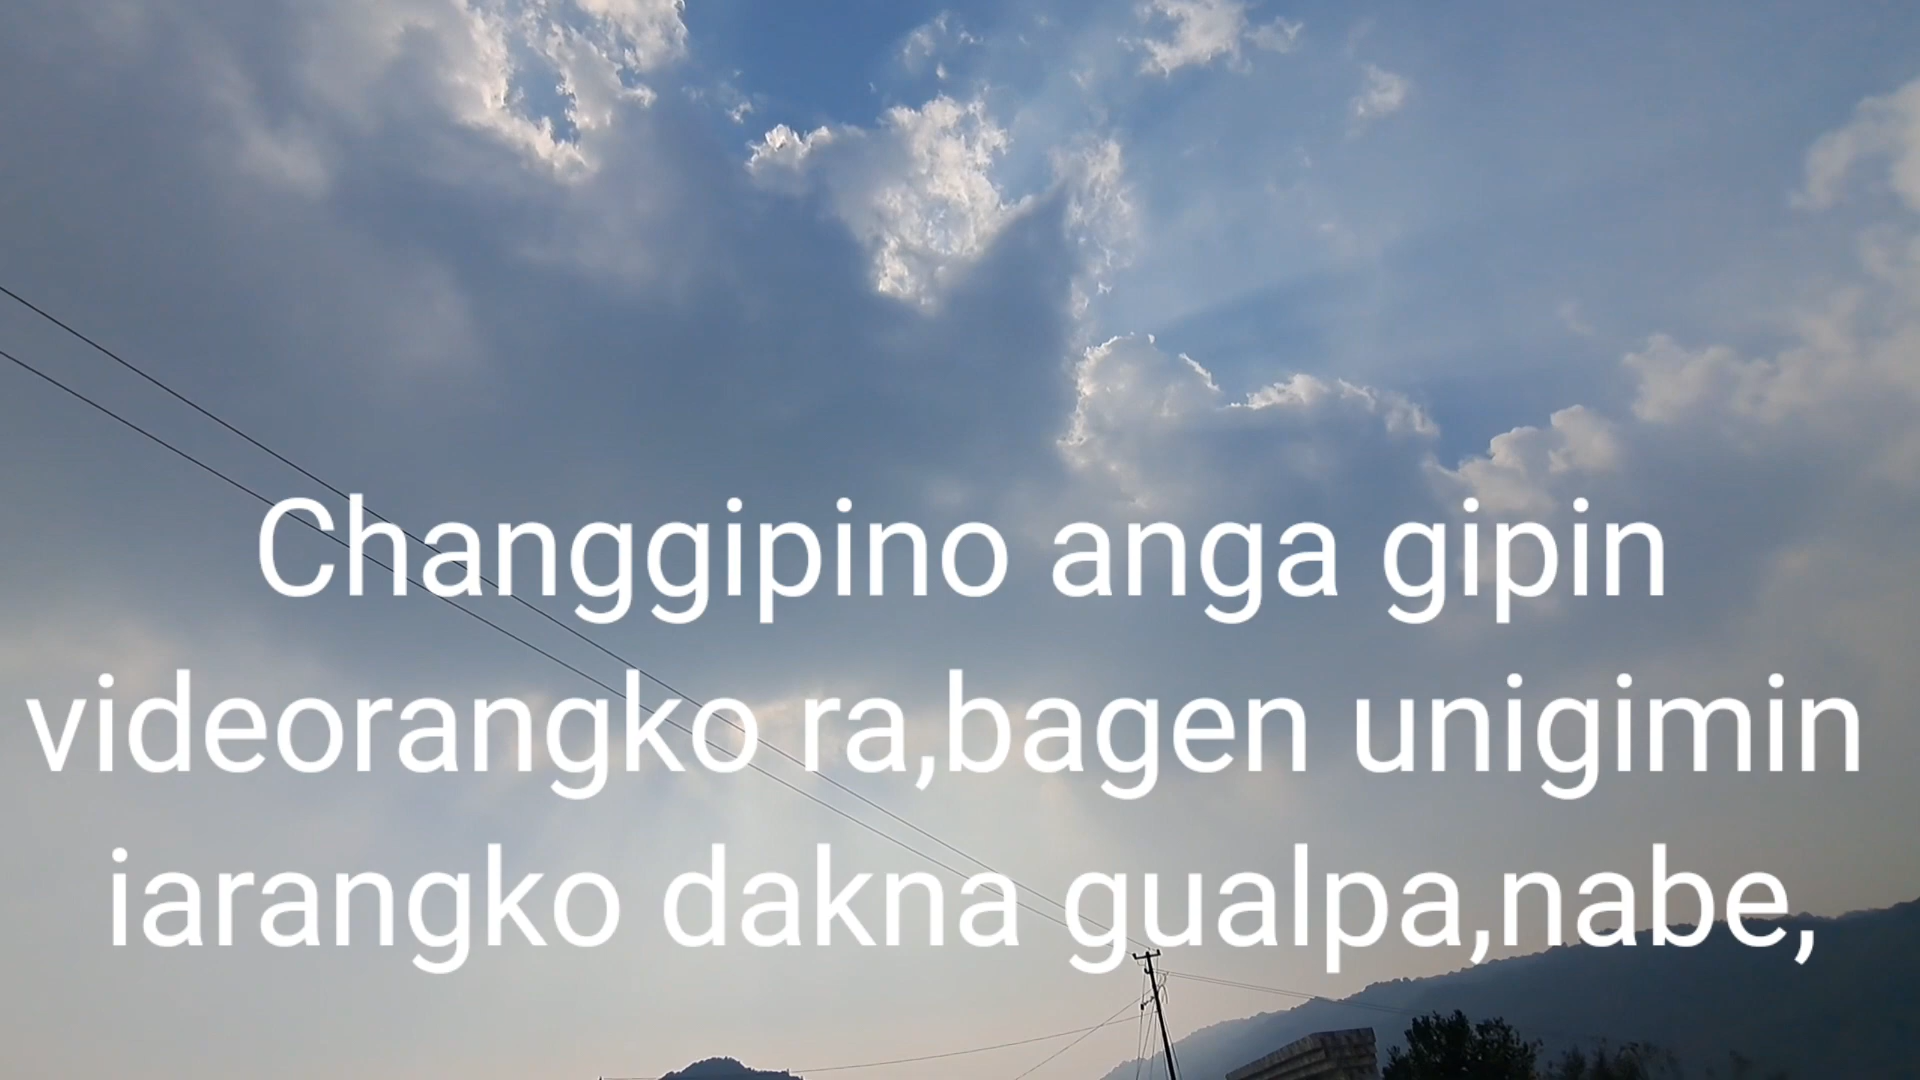 Changgipino anga gipin
videorangko ra,bagen unigimin
iarangko dakna gualpa,nabe,